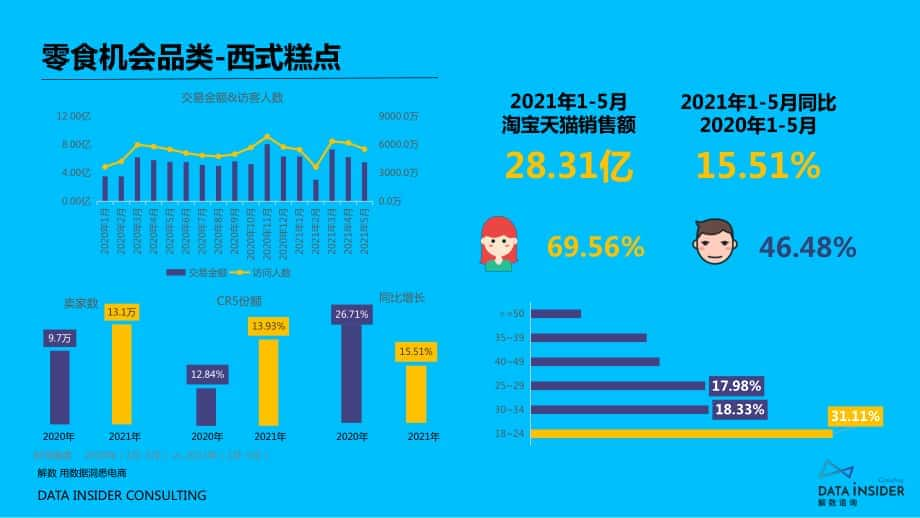 零食机会品类-西式糕点
交易金额&访客人数
12.00亿
8.00亿
4.00亿
0.00亿
9000.0万
6000.0万
3000.0万
0.0万
2020年1月
2020年2月
2020年3月
2020年4月
2020年5月
2020年6月
2020年7月
2020年8月
2020年9月
2020年10月
2020年11月
2020年12月
2021年1月
2021年2月
2021年3月
2021年4月
2021年5月
交易金额
访问人数
2021年1-5月
淘宝天猫销售额
28.31亿
2021年1-5月同比
2020年1-5月
15.51%
69.56%
46.48%
卖家数
9.7万
13.1万
2020年
2021年
CR5份额
12.84%
13.93%
2020年
2021年
同比增长
26.71%
15.51%
2020年
2021年
>=50
35~39
40~49
25~29
17.98%
30~34
18.33%
18~24
31.11%
解数 用数据洞悉电商
DATA INSIDER CONSULTING
Consulting
DATA INSIDER
解数咨询